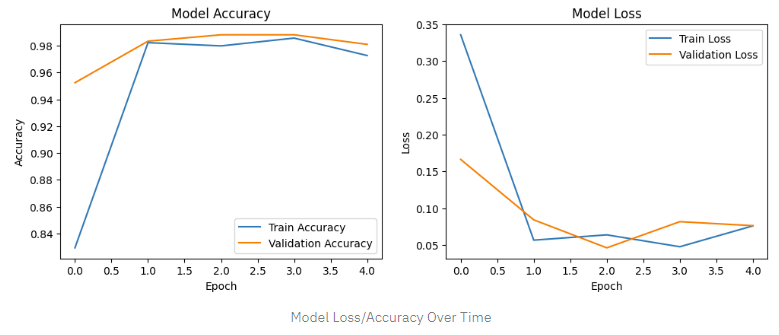 Model Accuracy
0.98
0.96
0.94
0.92
0.90
0.88
0.86
0.84
Accuracy
Train Accuracy
Validation Accuracy
0.0 0.5 1.0 1.5 2.0 2.5 3.0 3.5 4.0
Epoch
Model Loss
0.35
0.30
0.25
0.20
0.15
0.10
0.05
Loss
Train Loss
Validation Loss
0.0 0.5 1.0 1.5 2.0 2.5 3.0 3.5 4.0
Epoch
Model Loss/Accuracy Over Time